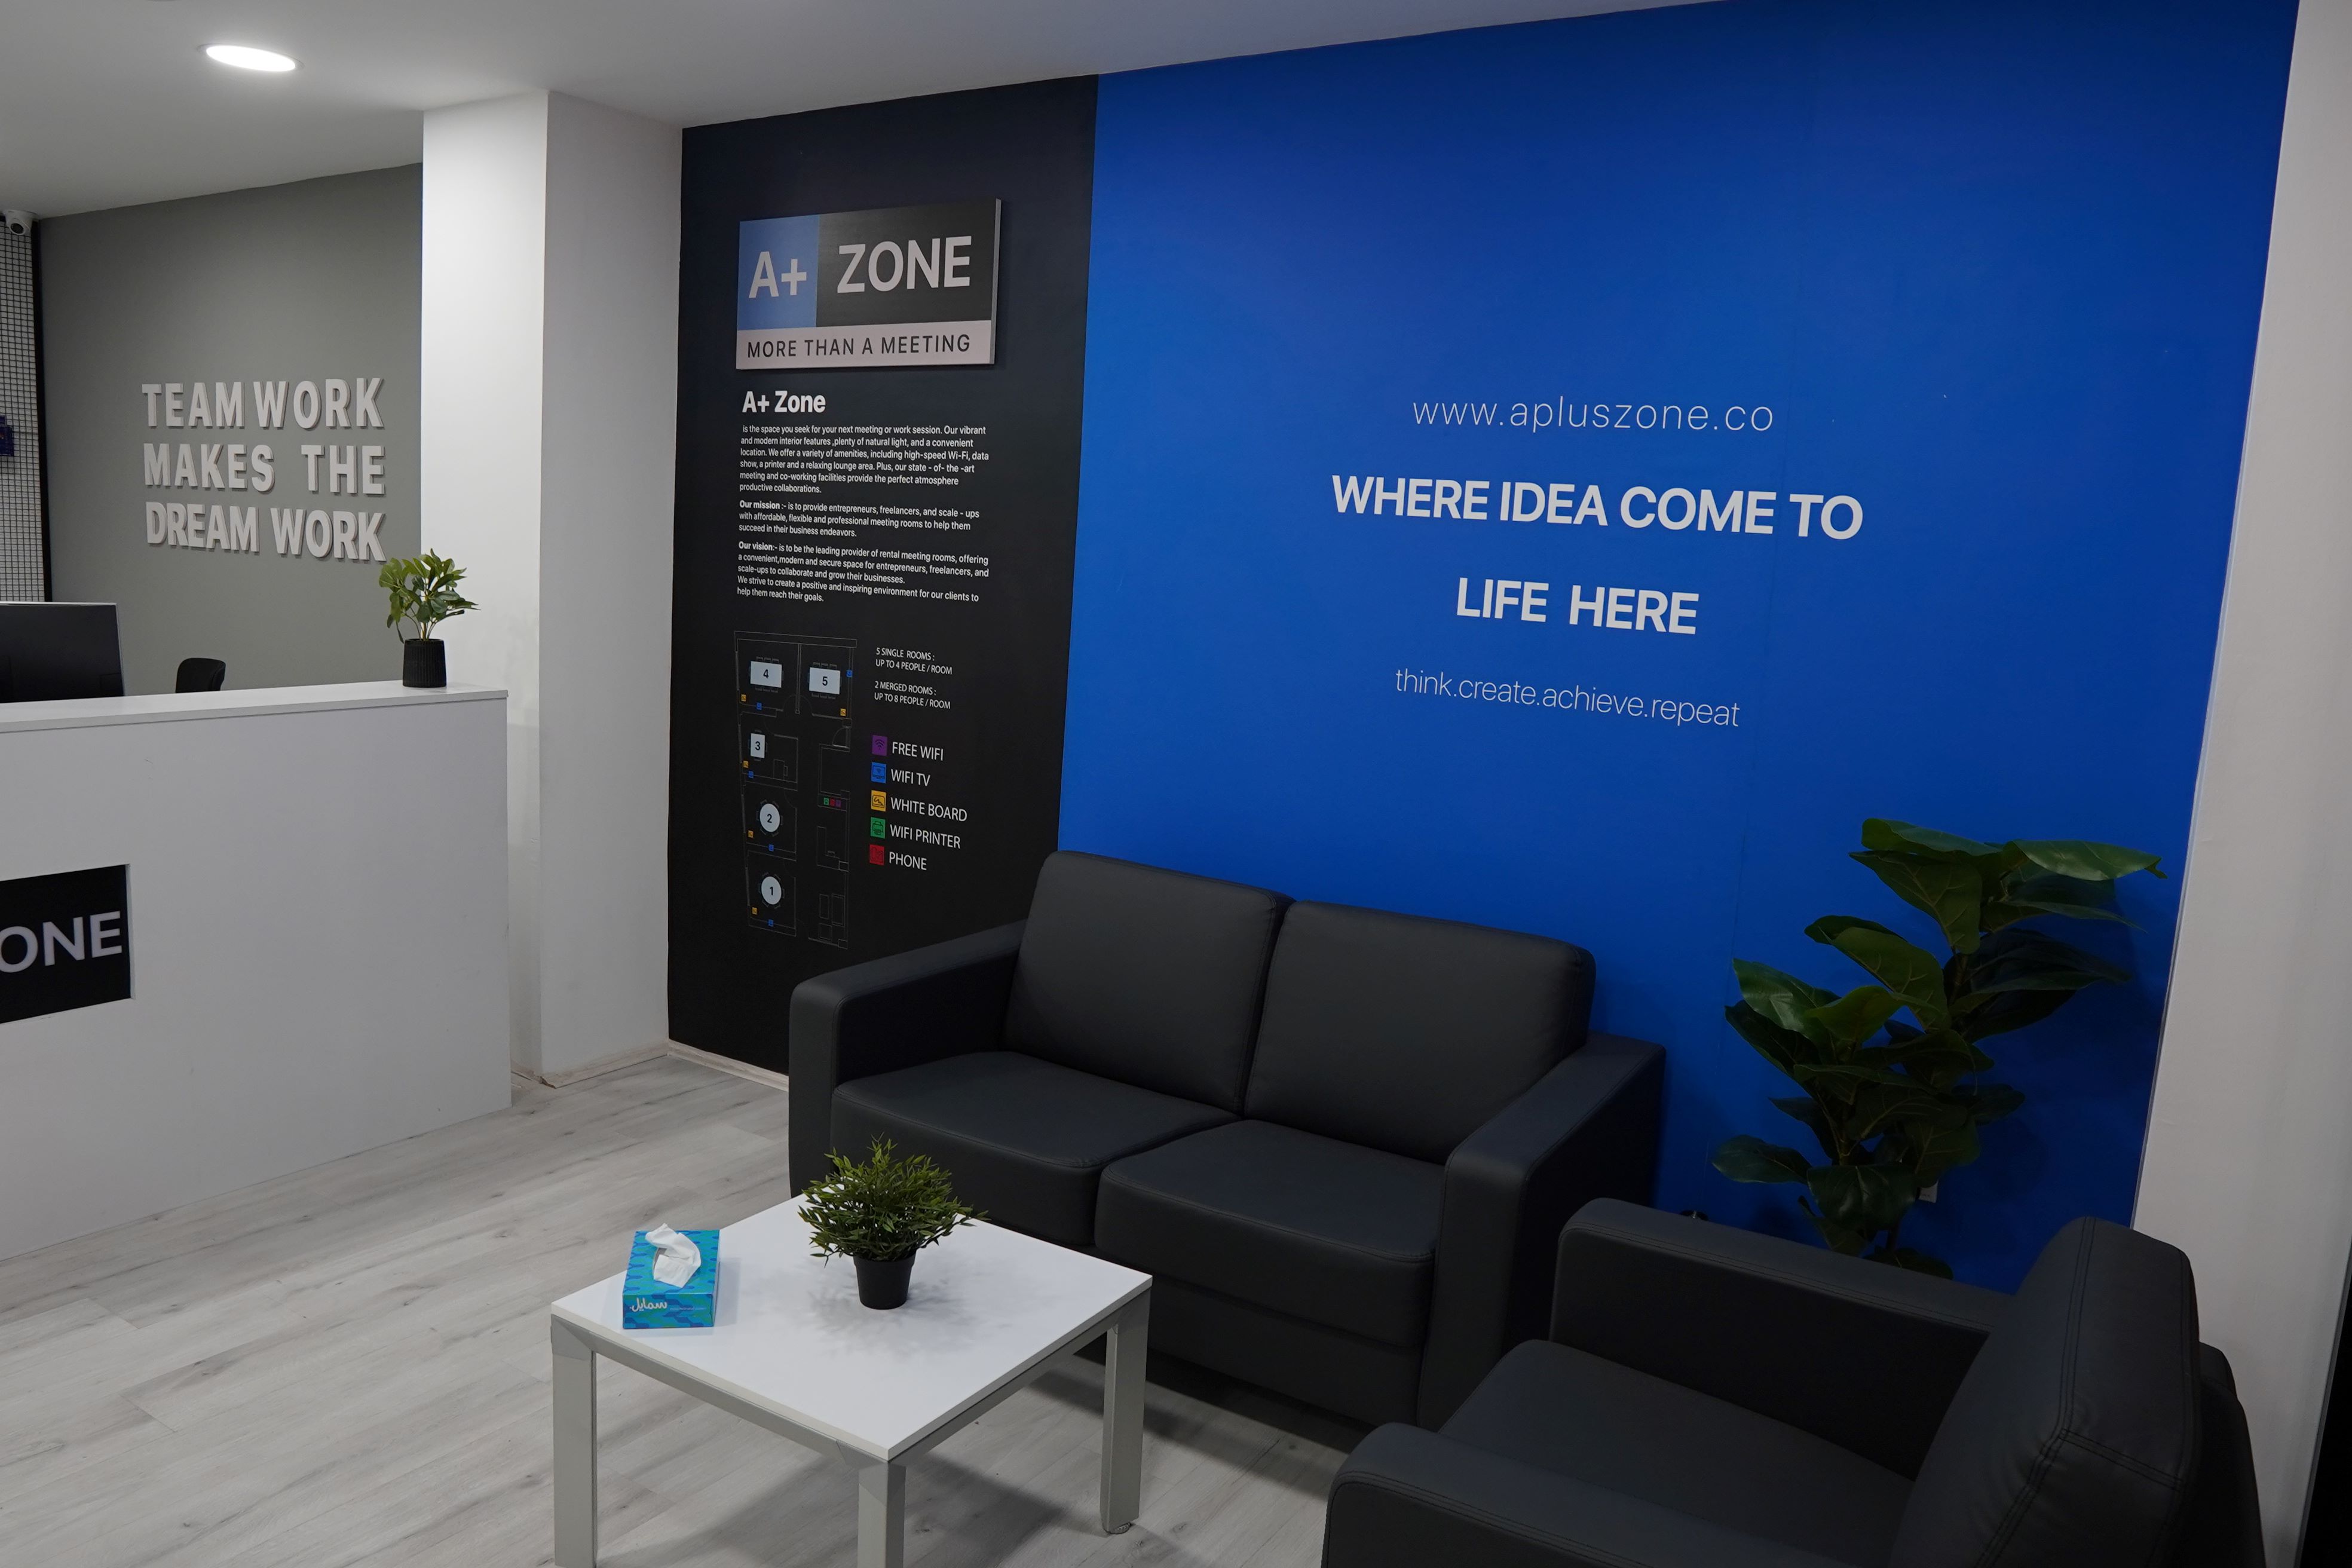 TEAM WORK
MAKES THE
DREAM WORK
ONE
A+ ZONE
MORE THAN A MEETING
A+ Zone
is the space you seek for your next meeting or work session. Our vibrant
and modern interior features ,plenty of natural light, and a convenient
location. We offer a variety of amenities, including high-speed Wi-Fi, data
show, a printer and a relaxing lounge area. Plus, our state - of- the -art
meeting and co-working facilities provide the perfect atmosphere
productive collaborations.
Our mission :- is to provide entrepreneurs, freelancers, and scale - ups
with affordable, flexible and professional meeting rooms to help them
succeed in their business endeavors.
Our vision:- is to be the leading provider of rental meeting rooms, offering
a convenient,modern and secure space for entrepreneurs, freelancers, and
scale-ups to collaborate and grow their businesses.
We strive to create a positive and inspiring environment for our clients to
help them reach their goals.
4
5
3
2
1
5 SINGLE ROOMS :
UP TO 4 PEOPLE / ROOM
2 MERGED ROOMS :
UP TO 8 PEOPLE / ROOM
FREE WIFI
WIFI TV
WHITE BOARD
WIFI PRINTER
PHONE
www.apluszone.co
WHERE IDEA COME TO
LIFE HERE
think.create.achieve.repeat
سمايل